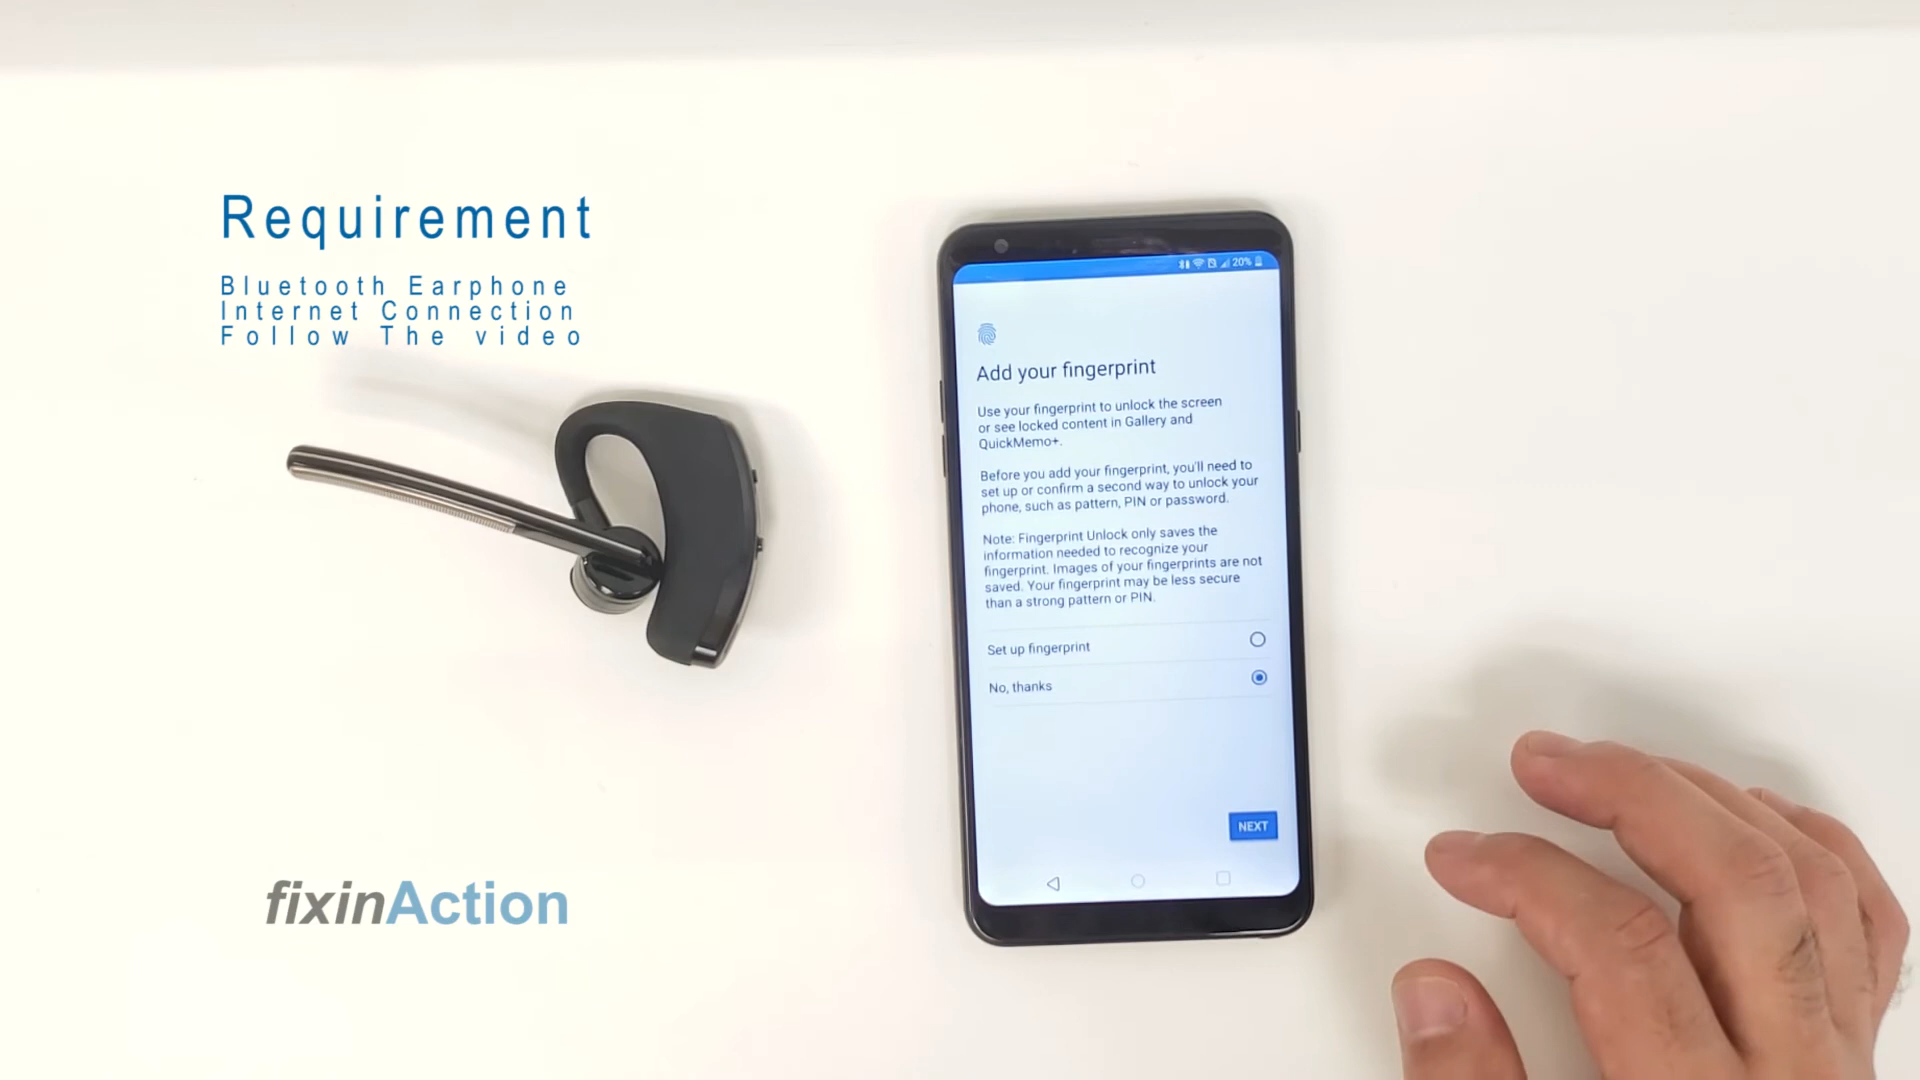 Requirement
Bluetooth Earphone
Internet Connection
Follow The video
20%
Add your fingerprint
Use your fingerprint to unlock the screen
or see locked content in Gallery and
QuickMemo+.
Before you add your fingerprint, you'll need to
set up or confirm a second way to unlock your
phone, such as pattern, PIN or password.
Note: Fingerprint Unlock only saves the
information needed to recognize your
fingerprint. Images of your fingerprints are not
saved. Your fingerprint may be less secure
than a strong pattern or PIN.
Set up fingerprint
No, thanks
NEXT
fixinAction